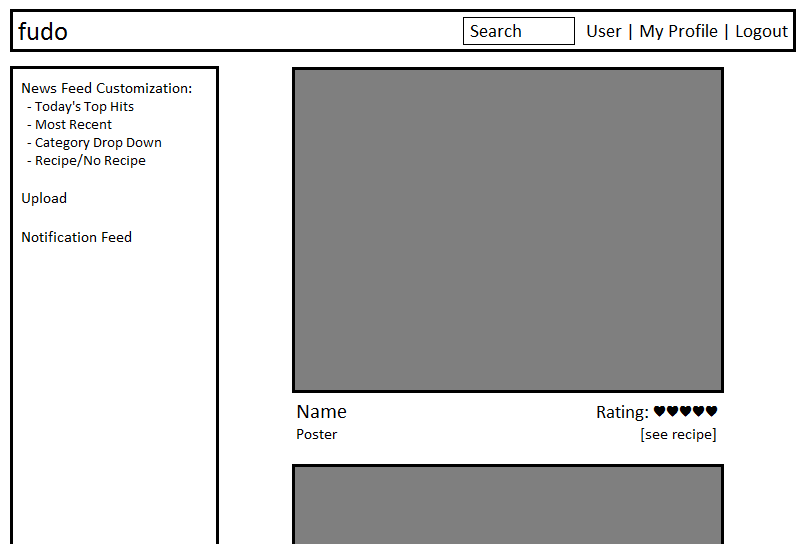 fudo
Search
User | My Profile | Logout
News Feed Customization:
- Today's Top Hits
- Most Recent
- Category Drop Down
- Recipe/No Recipe
Upload
Notification Feed
Name
Rating: ♥♥♥♥♥
Poster
[see recipe]